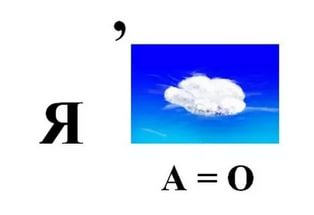 ,
Я
А = О